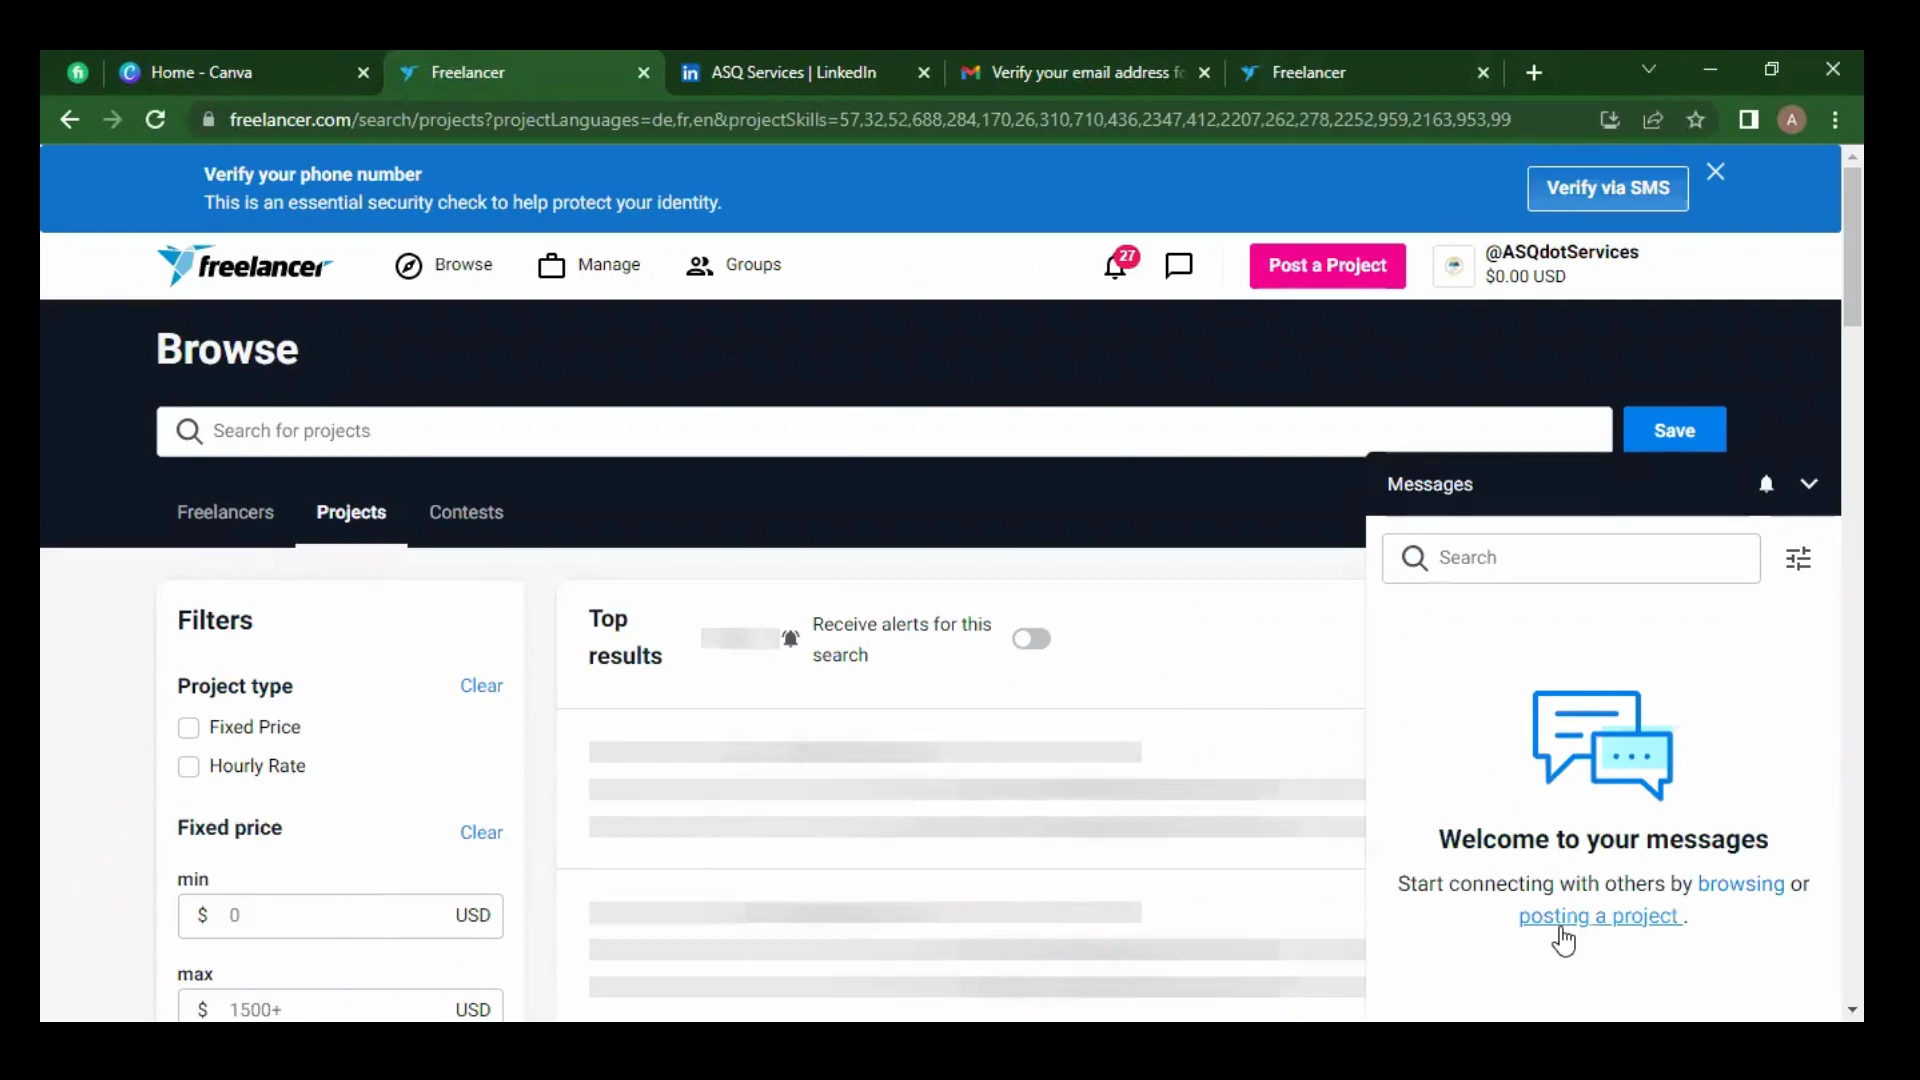 Home - Canva
Freelancer
ASQ Services | LinkedIn
Verify your email address fo
Freelancer
freelancer.com/search/projects?projectLanguages=de,fr,en&projectSkills=57,32,52,688,284,170,26,310,710,436,2347,412,2207,262,278,2252,959,2163,953,99
A
Verify your phone number
This is an essential security check to help protect your identity.
Verify via SMS
freelancer
Browse
Manage
Groups
27
Post a Project
@ASQdotServices
$0.00 USD
Browse
Search for projects
Save
Freelancers
Projects
Contests
Messages
Search
Filters
Project type
Clear
Fixed Price
Hourly Rate
Fixed price
Clear
min
$ 0 USD
max
$ 1500+ USD
Top
results
Receive alerts for this
search
Welcome to your messages
Start connecting with others by browsing or
posting a project .